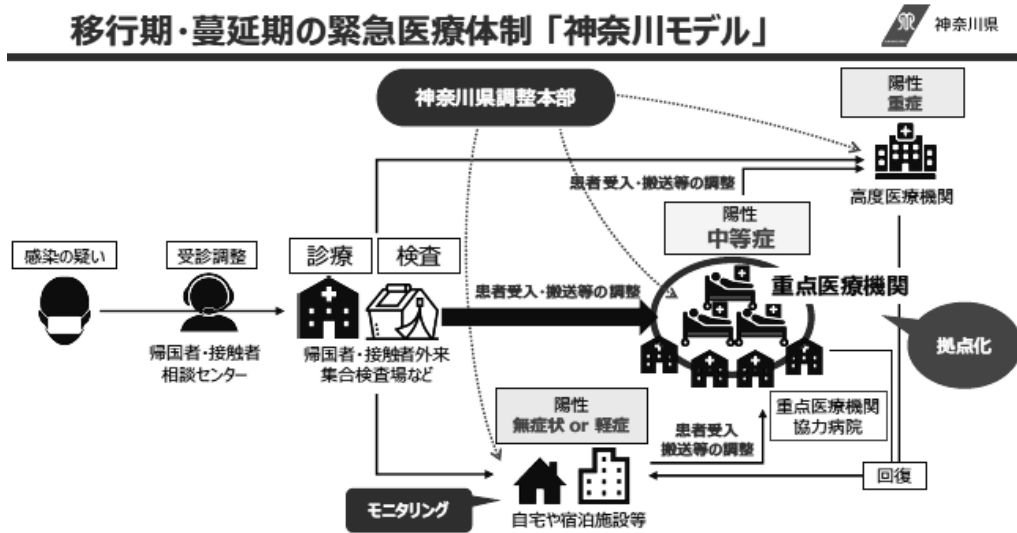 移行期・蔓延期の緊急医療体制「神奈川モデル」
神奈川県
神奈川県調整本部
陽性
重症
患者受入・搬送等の調整
高度医療機関
陽性
中等症
感染の疑い
受診調整
診療
検査
患者受入・搬送等の調整
重点医療機関
拠点化
帰国者・接触者
相談センター
帰国者・接触者外来
集合検査場など
陽性
無症状 or 軽症
患者受入
搬送等の調整
重点医療機関
協力病院
回復
モニタリング
自宅や宿泊施設等